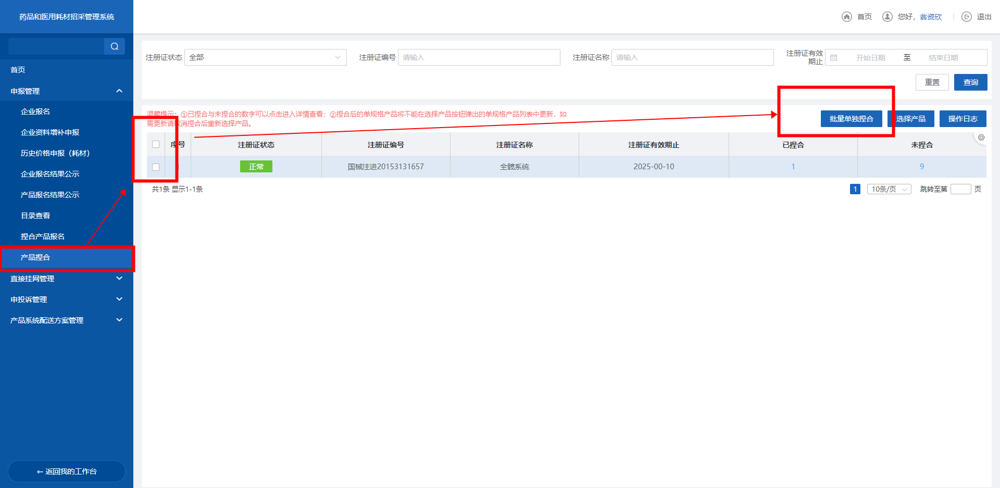 药品和医用耗材招采管理系统
首页
您好，翁资欣
退出
首页
申报管理
企业报名
企业资料增补申报
历史价格申报（耗材）
企业报名结果公示
产品报名结果公示
目录查看
捏合产品报名
产品捏合
直接挂网管理
申投诉管理
产品系统配送方案管理
返回我的工作台
注册证状态 全部
注册证编号 请输入
注册证名称 请输入
注册证有效
期止
开始日期 至 结束日期
重置 查询
温馨提示：①已捏合与未捏合的数字可以点击进入详情查看；②捏合后的单规格产品将不能在选择产品按钮弹出的单规格产品列表中更新，如
需更新请取消捏合后重新选择产品。
批量单独捏合 选择产品 操作日志
序号 注册证状态 注册证编号 注册证名称 注册证有效期止 已捏合 未捏合
正常 国械注进20153131657 全髋系统 2025-00-10 1 9
共1条 显示1-1条
1 10条/页 跳转至第 页